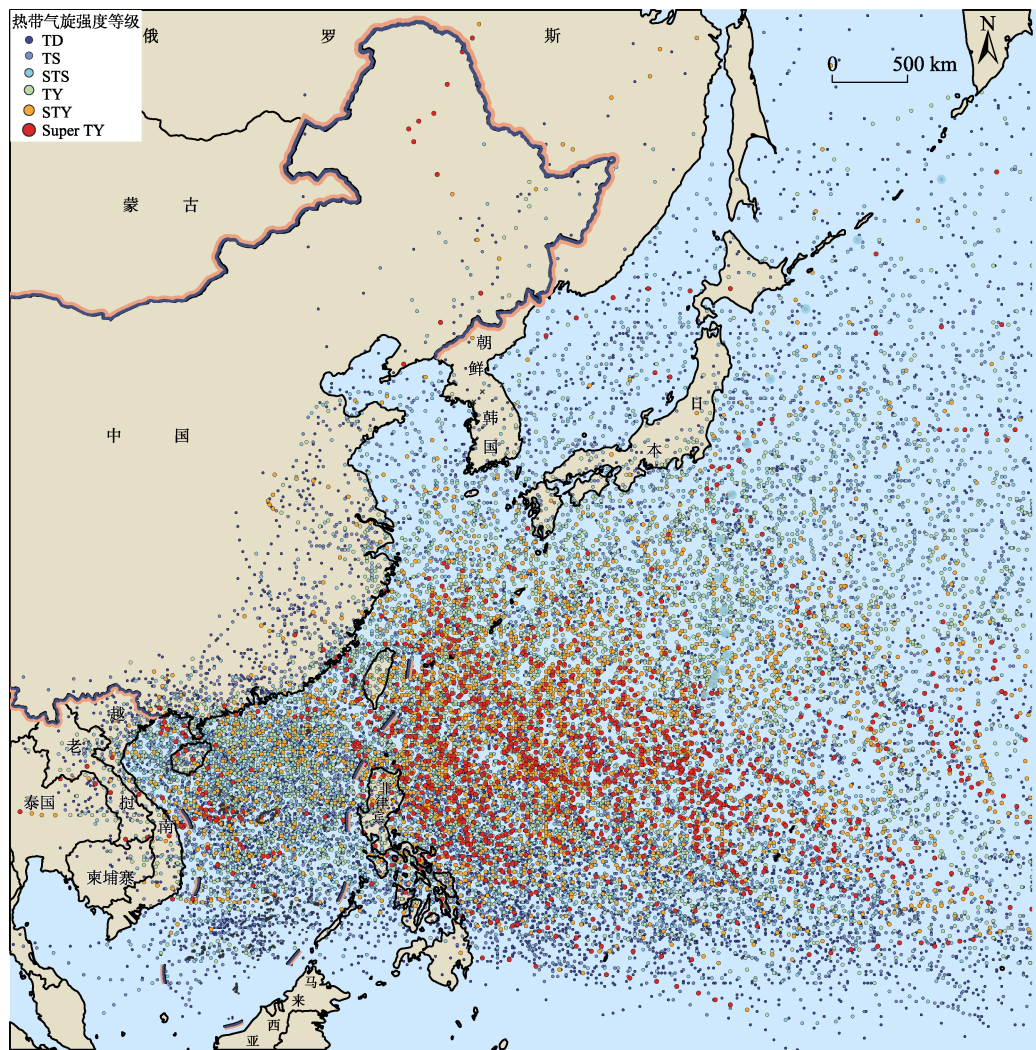 热带气旋强度等级
TD
TS
STS
TY
STY
Super TY
俄 罗 斯
N
0 500 km
蒙 古
朝
鲜
日
本
韩
国
中 国
越
老
泰国
挝
南
菲
律
宾
柬埔寨
马
来
西
亚